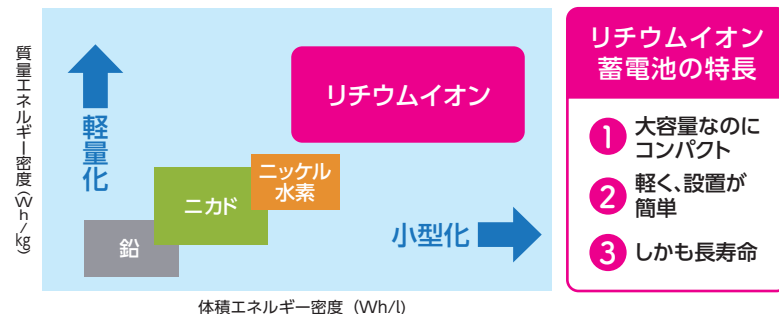 質量エネルギー密度(Wh/kg)
軽量化
リチウムイオン
ニッケル
水素
ニカド
鉛
小型化
体積エネルギー密度 (Wh/l)
リチウムイオン
蓄電池の特長
1 大容量なのに
コンパクト
2 軽く、設置が
簡単
3 しかも長寿命